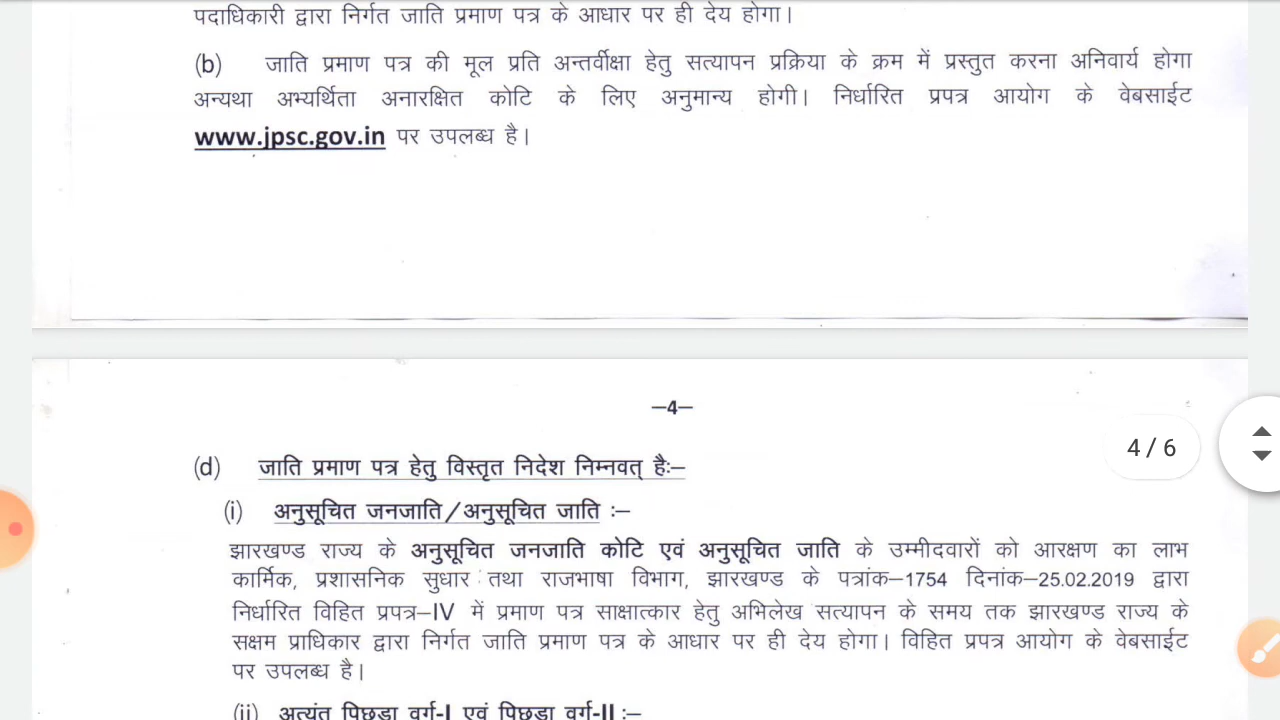 पदाधिकारी द्वारा निर्गत जाति प्रमाण पत्र के आधार पर ही देय होगा।
(b) जाति प्रमाण पत्र की मूल प्रति अन्तर्वीक्षा हेतु सत्यापन प्रक्रिया के क्रम में प्रस्तुत करना अनिवार्य होगा
अन्यथा अभ्यर्थिता अनारक्षित कोटि के लिए अनुमान्य होगी। निर्धारित प्रपत्र आयोग के वेबसाईट
www.jpsc.gov.in पर उपलब्ध है।
–4–
4 / 6
(d) जाति प्रमाण पत्र हेतु विस्तृत निदेश निम्नवत् हैः–
(i) अनुसूचित जनजाति/अनुसूचित जाति :–
झारखण्ड राज्य के अनुसूचित जनजाति कोटि एवं अनुसूचित जाति के उम्मीदवारों को आरक्षण का लाभ
कार्मिक, प्रशासनिक सुधार तथा राजभाषा विभाग, झारखण्ड के पत्रांक–1754 दिनांक–25.02.2019 द्वारा
निर्धारित विहित प्रपत्र–IV में प्रमाण पत्र साक्षात्कार हेतु अभिलेख सत्यापन के समय तक झारखण्ड राज्य के
सक्षम प्राधिकार द्वारा निर्गत जाति प्रमाण पत्र के आधार पर ही देय होगा। विहित प्रपत्र आयोग के वेबसाईट
पर उपलब्ध है।
(ii) अत्यंत पिछड़ा वर्ग-I एवं पिछड़ा वर्ग-II :–